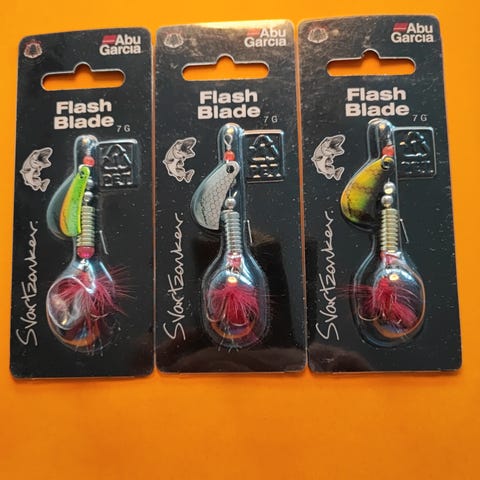 Abu
Garcia
Flash
Blade
7 G
Svartzonker.
Abu
Garcia
Flash
Blade
7 G
Svartzonker.
Abu
Garcia
Flash
Blade
7 G
Svartzonker.